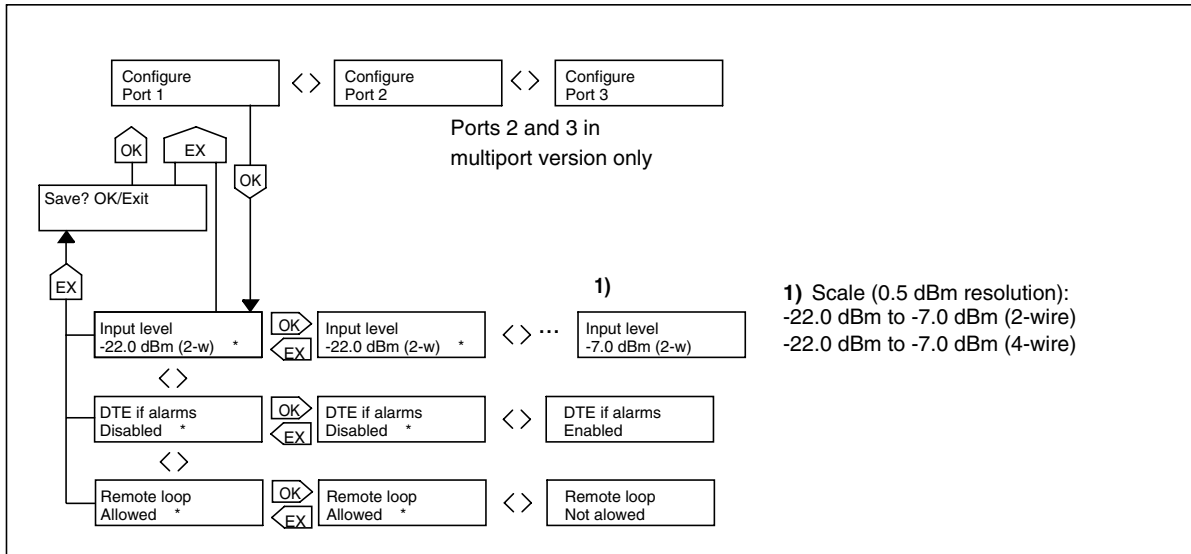 Configure
Port 1
< >
Configure
Port 2
< >
Configure
Port 3
Ports 2 and 3 in
multiport version only
OK
EX
OK
Save? OK/Exit
EX
1)
1) Scale (0.5 dBm resolution):
-22.0 dBm to -7.0 dBm (2-wire)
-22.0 dBm to -7.0 dBm (4-wire)
Input level
-22.0 dBm (2-w) *
OK
EX
Input level
-22.0 dBm (2-w) *
< > ...
Input level
-7.0 dBm (2-w)
< >
DTE if alarms
Disabled *
OK
EX
DTE if alarms
Disabled *
< >
DTE if alarms
Enabled
< >
Remote loop
Allowed *
OK
EX
Remote loop
Allowed *
< >
Remote loop
Not alowed